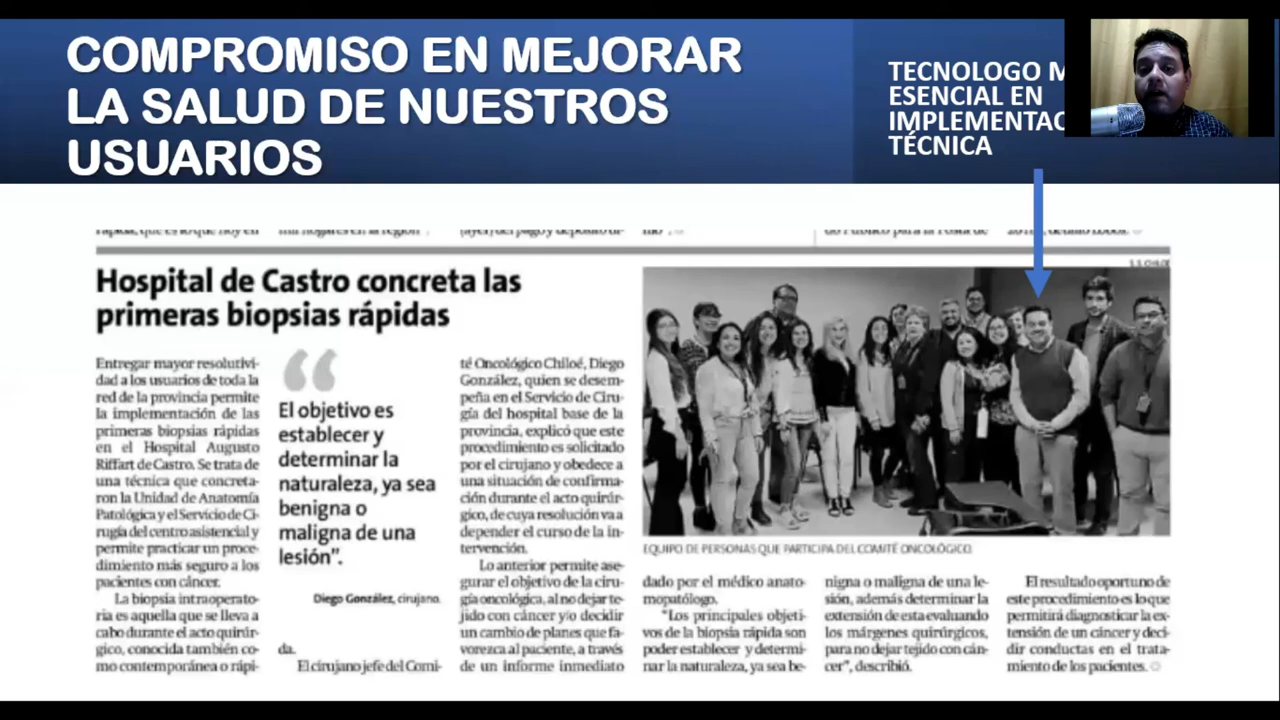 COMPROMISO EN MEJORAR
LA SALUD DE NUESTROS
USUARIOS
TECNOLOGO M
ESENCIAL EN
IMPLEMENTAC
TÉCNICA
Hospital de Castro concreta las
primeras biopsias rápidas
Entregar mayor resolutivi-
dad a los usuarios de toda la
red de la provincia permite
la implementación de las
primeras biopsias rápidas
en el Hospital Augusto
Riffart de Castro. Se trata de
una técnica que concreta-
ron la Unidad de Anatomía
Patológica y el Servicio de Ci-
rugía del centro asistencial y
permite practicar un proce-
dimiento más seguro a los
pacientes con cáncer.
La biopsia intraoperato-
ria es aquella que se lleva a
cabo durante el acto quirúr-
gico, conocida también co-
mo contemporánea o rápi-
“
El objetivo es
establecer y
determinar la
naturaleza, ya sea
benigna o
maligna de una
lesión”.
Diego González, cirujano.
da.
El cirujano jefe del Comi-
té Oncológico Chiloé, Diego
González, quien se desem-
peña en el Servicio de Ciru-
gía del hospital base de la
provincia, explicó que este
procedimiento es solicitado
por el cirujano y obedece a
una situación de confirma-
ción durante el acto quirúr-
gico, de cuya resolución va a
depender el curso de la in-
tervención.
Lo anterior permite ase-
gurar el objetivo de la ciru-
gía oncológica, al no dejar te-
jido con cáncer y/o decidir
un cambio de planes que fa-
vorezca al paciente, a través
de un informe inmediato
EQUIPO DE PERSONAS QUE PARTICIPA DEL COMITÉ ONCOLÓGICO.
dado por el médico anato-
mopatólogo.
“Los principales objeti-
vos de la biopsia rápida son
poder establecer y determi-
nar la naturaleza, ya sea be-
nigna o maligna de una le-
sión, además determinar la
extensión de esta evaluando
los márgenes quirúrgicos,
para no dejar tejido con cán-
cer”, describió.
El resultado oportuno de
este procedimiento es lo que
permitirá diagnosticar la ex-
tensión de un cáncer y deci-
dir conductas en el trata-
miento de los pacientes.